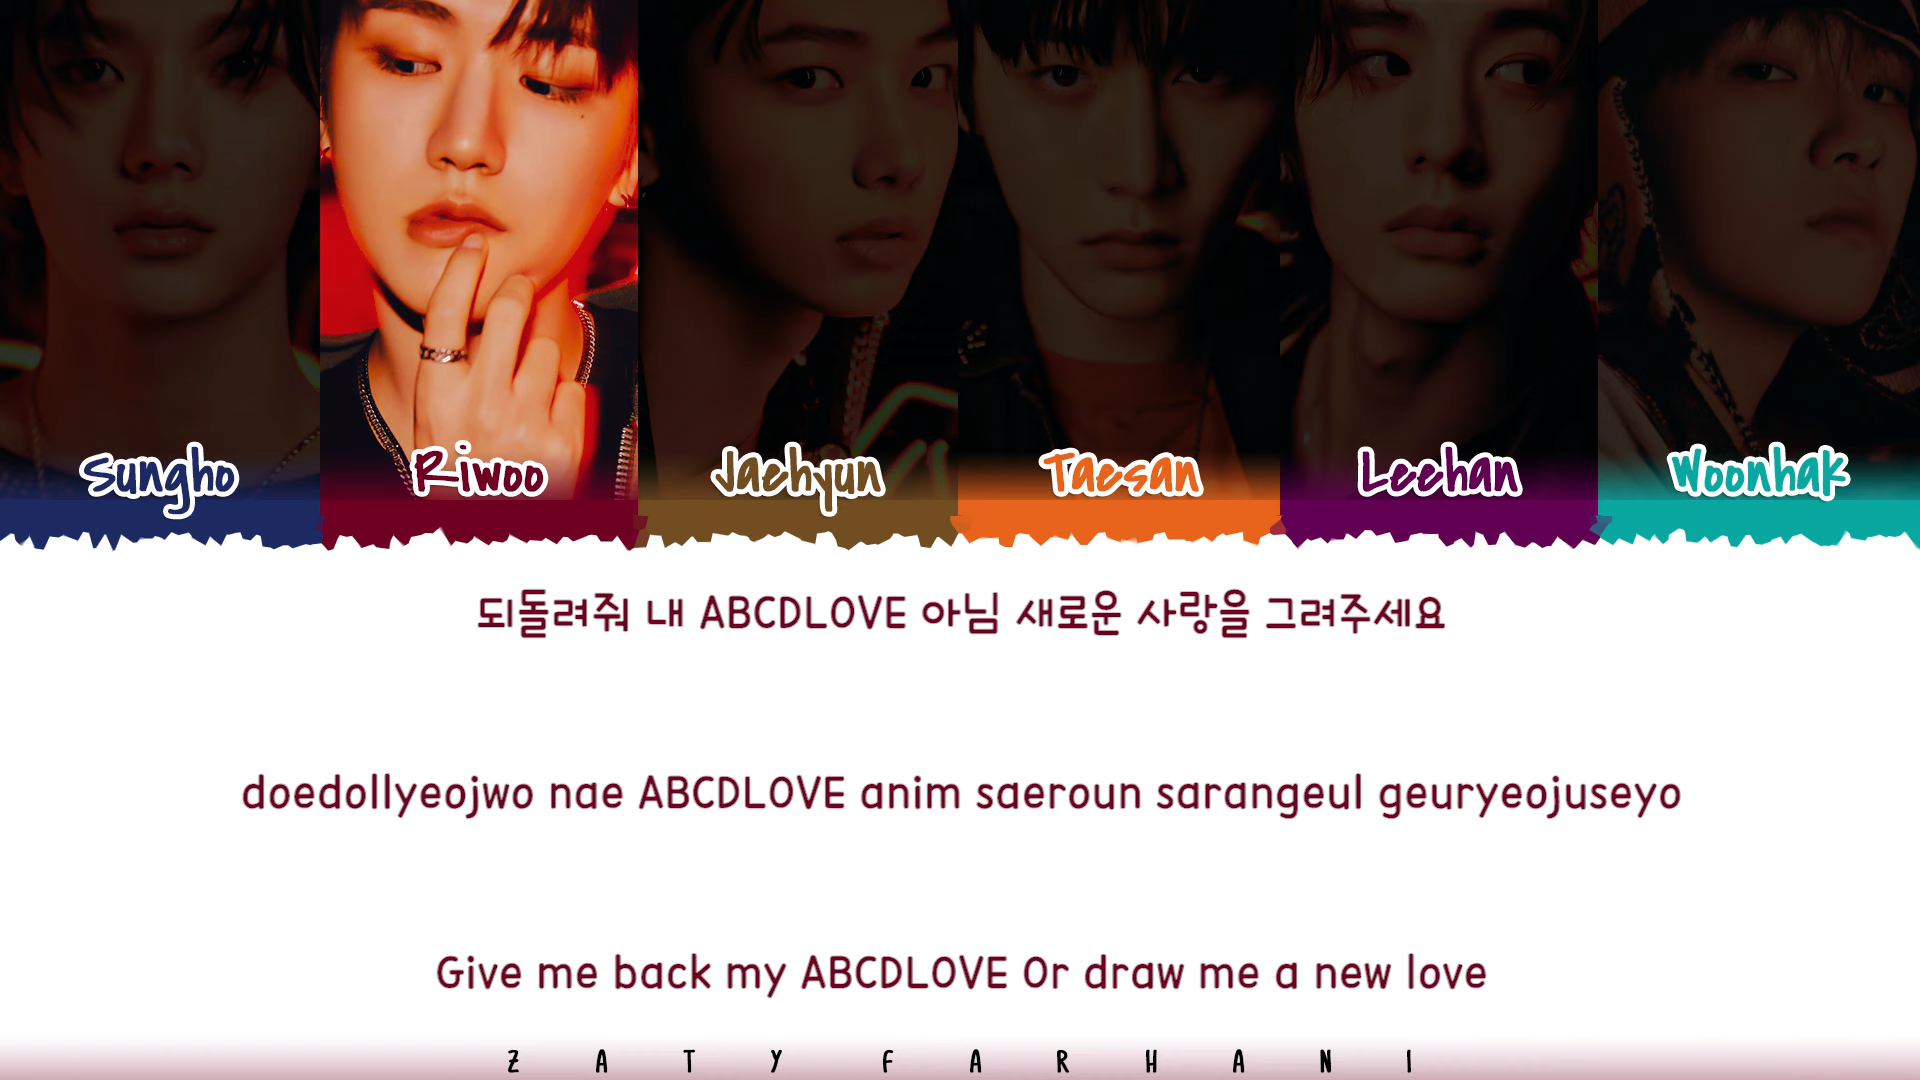 Sungho Riwoo Jaehyun Taesan Leehan Woonhak
되돌려줘 내 ABCDLOVE 아님 새로운 사랑을 그려주세요
doedollyeojwo nae ABCDLOVE anim saeroun sarangeul geuryeojuseyo
Give me back my ABCDLOVE Or draw me a new love
ZATY FARHANI